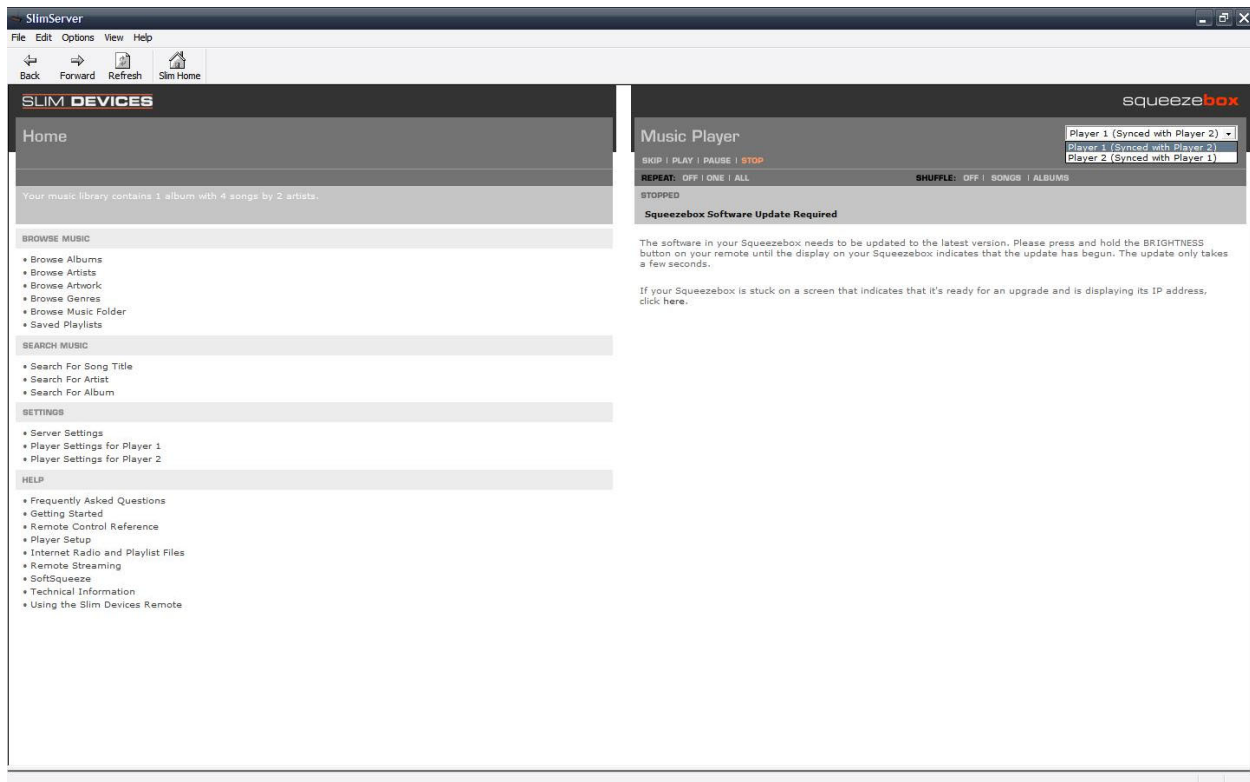 SlimServer
File Edit Options View Help
Back Forward Refresh Slim Home
SLIM DEVICES
Home
Your music library contains 1 album with 4 songs by 2 artists.
BROWSE MUSIC
• Browse Albums
• Browse Artists
• Browse Artwork
• Browse Genres
• Browse Music Folder
• Saved Playlists
SEARCH MUSIC
• Search For Song Title
• Search For Artist
• Search For Album
SETTINGS
• Server Settings
• Player Settings for Player 1
• Player Settings for Player 2
HELP
• Frequently Asked Questions
• Getting Started
• Remote Control Reference
• Player Setup
• Internet Radio and Playlist Files
• Remote Streaming
• SoftSqueeze
• Technical Information
• Using the Slim Devices Remote
squeezebox
Music Player
Player 1 (Synced with Player 2)
Player 1 (Synced with Player 2)
Player 2 (Synced with Player 1)
SKIP | PLAY | PAUSE | STOP
REPEAT: OFF | ONE | ALL SHUFFLE: OFF | SONGS | ALBUMS
STOPPED
Squeezebox Software Update Required
The software in your Squeezebox needs to be updated to the latest version. Please press and hold the BRIGHTNESS
button on your remote until the display on your Squeezebox indicates that the update has begun. The update only takes
a few seconds.
If your Squeezebox is stuck on a screen that indicates that it's ready for an upgrade and is displaying its IP address,
click here.